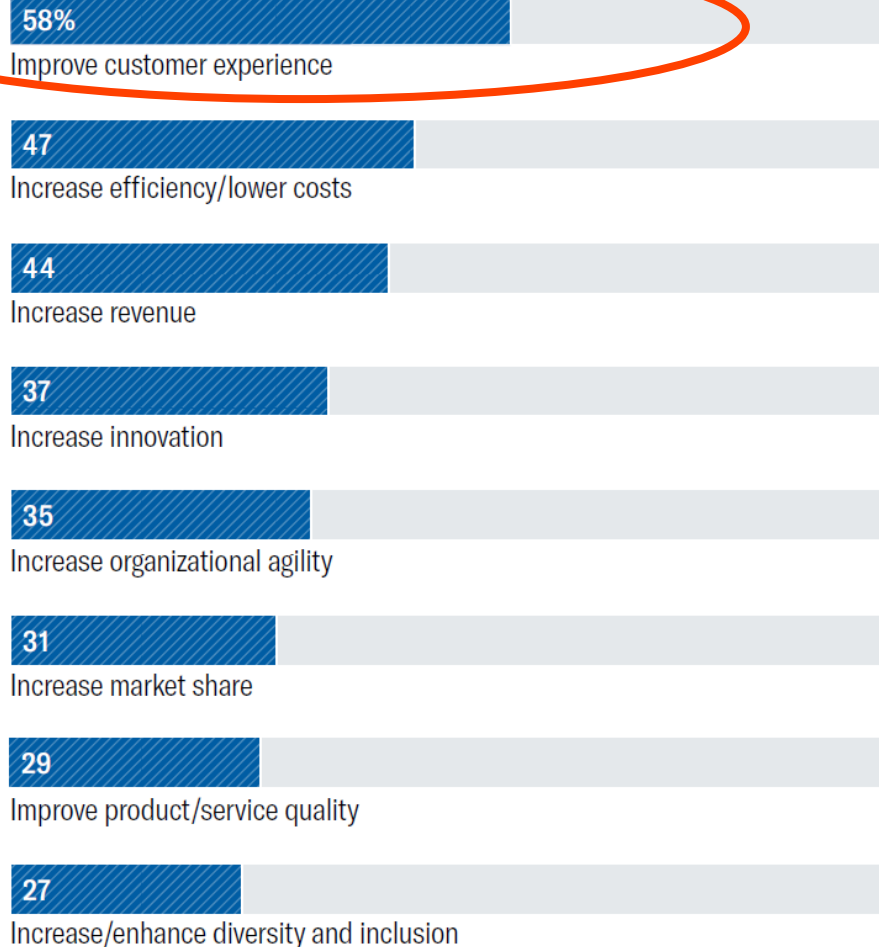 58%
Improve customer experience
47
Increase efficiency/lower costs
44
Increase revenue
37
Increase innovation
35
Increase organizational agility
31
Increase market share
29
Improve product/service quality
27
Increase/enhance diversity and inclusion